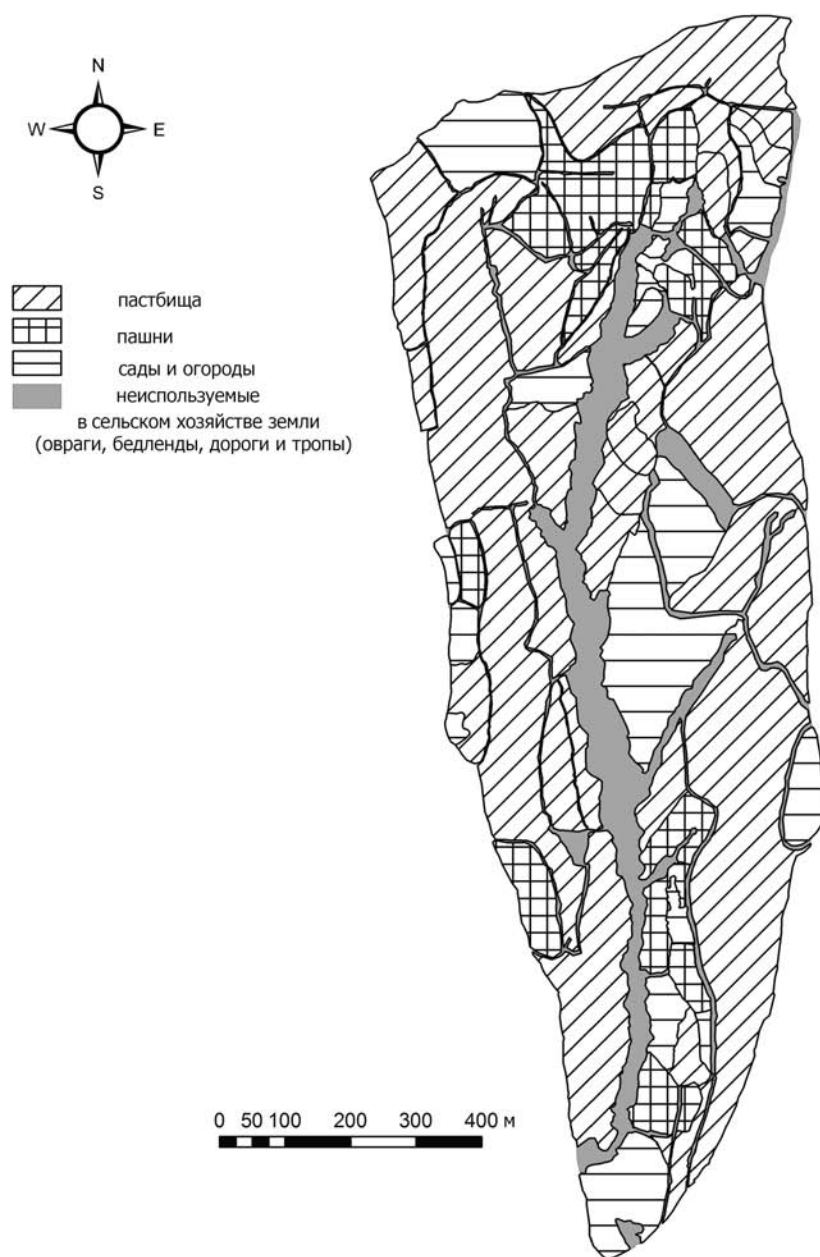 N
W E
S
пастбища
пашни
сады и огороды
неиспользуемые
в сельском хозяйстве земли
(овраги, бедленды, дороги и тропы)
0 50 100 200 300 400 м